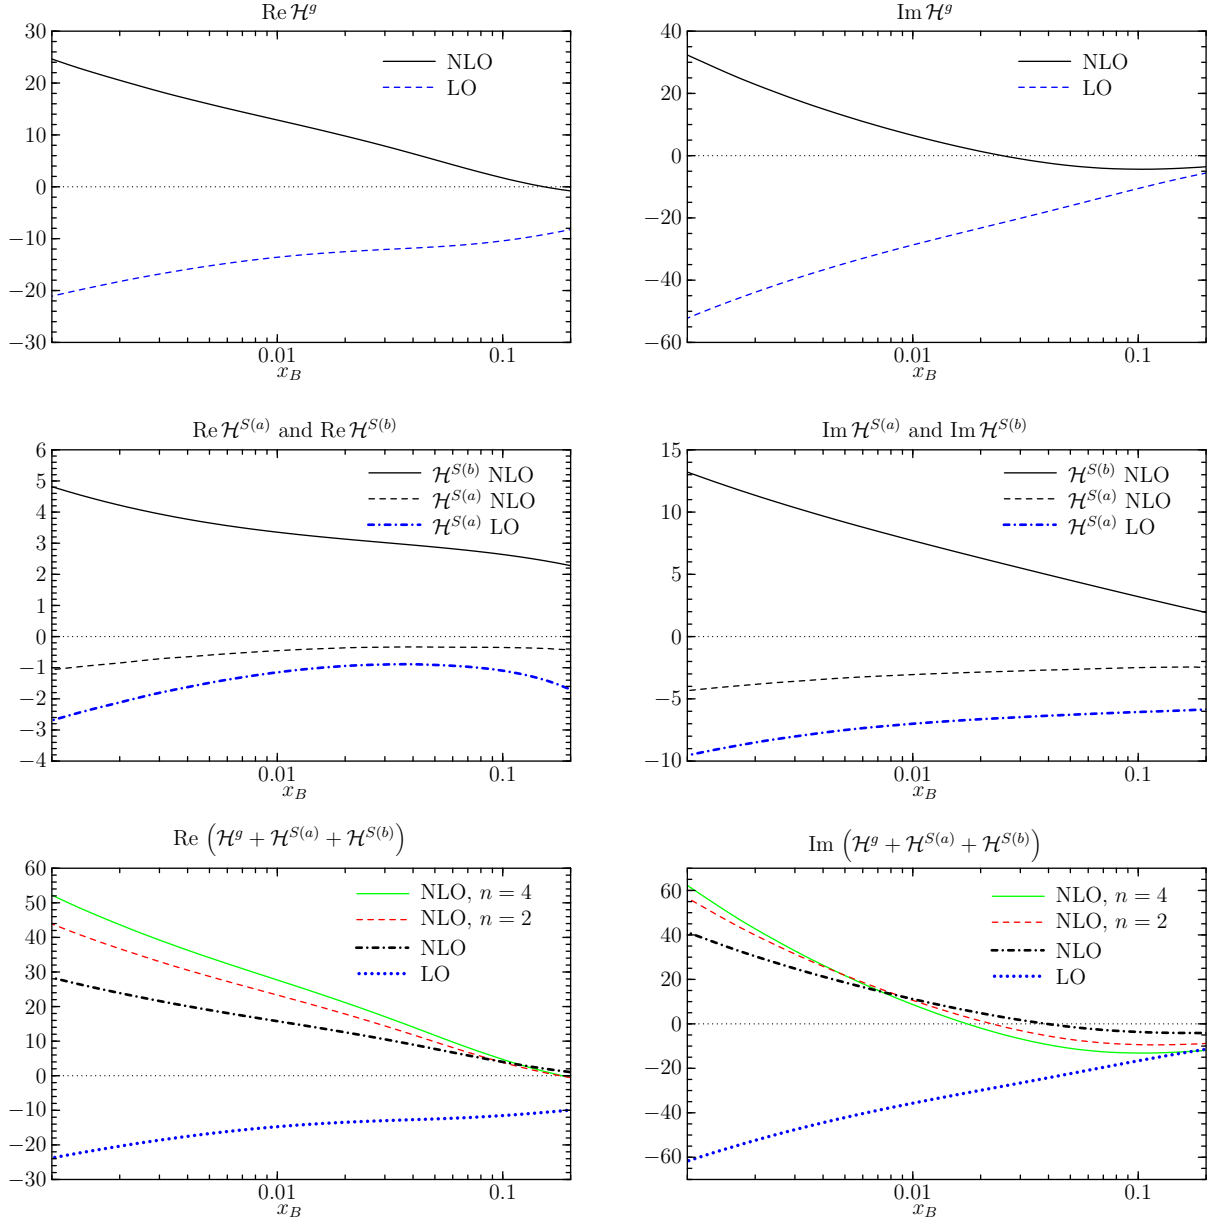 Re ℋ^g
NLO
LO
30
20
10
0
−10
−20
−30
0.01
0.1
x_B
Im ℋ^g
NLO
LO
40
20
0
−20
−40
−60
0.01
0.1
x_B
Re ℋ^{S(a)} and Re ℋ^{S(b)}
ℋ^{S(b)} NLO
ℋ^{S(a)} NLO
ℋ^{S(a)} LO
6
5
4
3
2
1
0
−1
−2
−3
−4
0.01
0.1
x_B
Im ℋ^{S(a)} and Im ℋ^{S(b)}
ℋ^{S(b)} NLO
ℋ^{S(a)} NLO
ℋ^{S(a)} LO
15
10
5
0
−5
−10
0.01
0.1
x_B
Re (ℋ^g + ℋ^{S(a)} + ℋ^{S(b)})
NLO, n = 4
NLO, n = 2
NLO
LO
60
50
40
30
20
10
0
−10
−20
−30
0.01
0.1
x_B
Im (ℋ^g + ℋ^{S(a)} + ℋ^{S(b)})
NLO, n = 4
NLO, n = 2
NLO
LO
60
40
20
0
−20
−40
−60
0.01
0.1
x_B